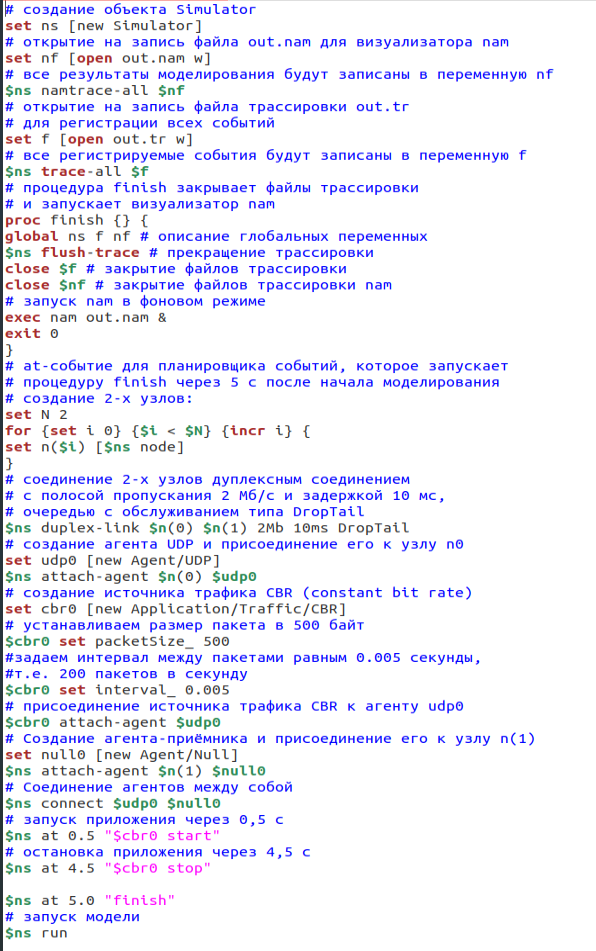 # создание объекта Simulator
set ns [new Simulator]
# открытие на запись файла out.nam для визуализатора nam
set nf [open out.nam w]
# все результаты моделирования будут записаны в переменную nf
$ns namtrace-all $nf
# открытие на запись файла трассировки out.tr
# для регистрации всех событий
set f [open out.tr w]
# все регистрируемые события будут записаны в переменную f
$ns trace-all $f
# процедура finish закрывает файлы трассировки
# и запускает визуализатор nam
proc finish {} {
global ns f nf # описание глобальных переменных
$ns flush-trace # прекращение трассировки
close $f # закрытие файлов трассировки
close $nf # закрытие файлов трассировки nam
# запуск nam в фоновом режиме
exec nam out.nam &
exit 0
}
# at-событие для планировщика событий, которое запускает
# процедуру finish через 5 с после начала моделирования
# создание 2-х узлов:
set N 2
for {set i 0} {$i < $N} {incr i} {
set n($i) [$ns node]
}
# соединение 2-х узлов дуплексным соединением
# с полосой пропускания 2 Мб/с и задержкой 10 мс,
# очередью с обслуживанием типа DropTail
$ns duplex-link $n(0) $n(1) 2Mb 10ms DropTail
# создание агента UDP и присоединение его к узлу n0
set udp0 [new Agent/UDP]
$ns attach-agent $n(0) $udp0
# создание источника трафика CBR (constant bit rate)
set cbr0 [new Application/Traffic/CBR]
# устанавливаем размер пакета в 500 байт
$cbr0 set packetSize_ 500
#задаем интервал между пакетами равным 0.005 секунды,
#т.е. 200 пакетов в секунду
$cbr0 set interval_ 0.005
# присоединение источника трафика CBR к агенту udp0
$cbr0 attach-agent $udp0
# Создание агента-приёмника и присоединение его к узлу n(1)
set null0 [new Agent/Null]
$ns attach-agent $n(1) $null0
# Соединение агентов между собой
$ns connect $udp0 $null0
# запуск приложения через 0,5 с
$ns at 0.5 "$cbr0 start"
# остановка приложения через 4,5 с
$ns at 4.5 "$cbr0 stop"
$ns at 5.0 "finish"
# запуск модели
$ns run